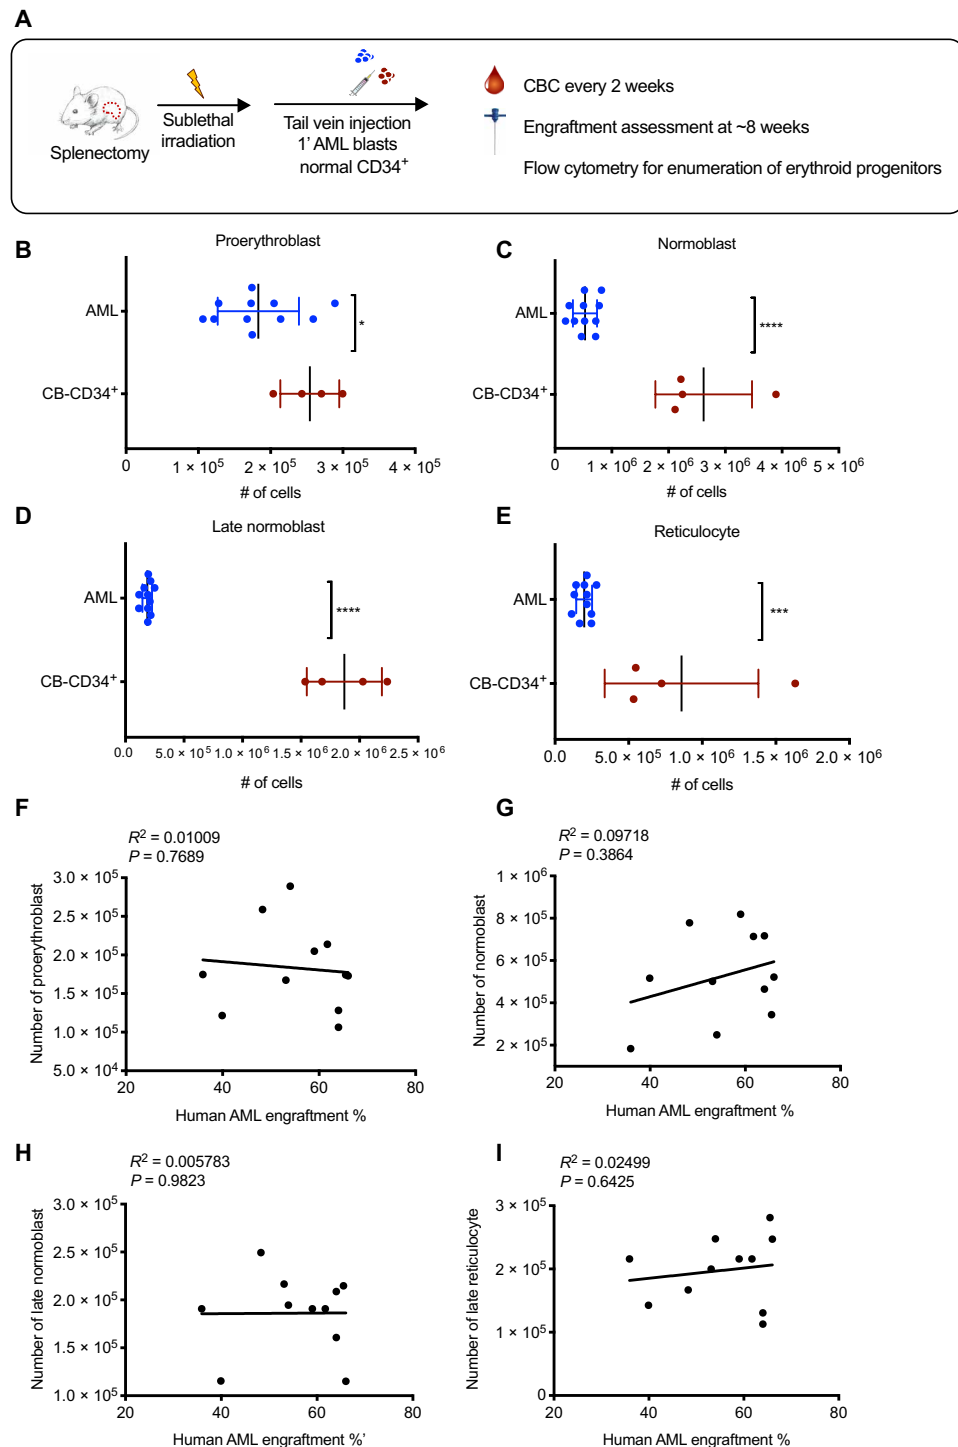 A
Splenectomy
Sublethal
irradiation
Tail vein injection
1' AML blasts
normal CD34⁺
CBC every 2 weeks
Engraftment assessment at ~8 weeks
Flow cytometry for enumeration of erythroid progenitors
B
Proerythroblast
AML
CB-CD34⁺
*
0 1 × 10⁵ 2 × 10⁵ 3 × 10⁵ 4 × 10⁵
# of cells
C
Normoblast
AML
CB-CD34⁺
****
0 1 × 10⁶ 2 × 10⁶ 3 × 10⁶ 4 × 10⁶ 5 × 10⁶
# of cells
D
Late normoblast
AML
CB-CD34⁺
****
0.0 5.0 × 10⁵ 1.0 × 10⁶ 1.5 × 10⁶ 2.0 × 10⁶ 2.5 × 10⁶
# of cells
E
Reticulocyte
AML
CB-CD34⁺
***
0 5.0 × 10⁵ 1.0 × 10⁶ 1.5 × 10⁶ 2.0 × 10⁶
# of cells
F
R² = 0.01009
P = 0.7689
Number of proerythroblast
3.0 × 10⁵
2.0 × 10⁵
1.5 × 10⁵
1.0 × 10⁵
5.0 × 10⁴
20 40 60 80
Human AML engraftment %
G
R² = 0.09718
P = 0.3864
Number of normoblast
1 × 10⁶
8 × 10⁵
6 × 10⁵
4 × 10⁵
2 × 10⁵
20 40 60 80
Human AML engraftment %
H
R² = 0.005783
P = 0.9823
Number of late normoblast
3.0 × 10⁵
2.5 × 10⁵
2.0 × 10⁵
1.5 × 10⁵
1.0 × 10⁵
20 40 60 80
Human AML engraftment %'
I
R² = 0.02499
P = 0.6425
Number of late reticulocyte
3 × 10⁵
2 × 10⁵
1 × 10⁵
0
20 40 60 80
Human AML engraftment %